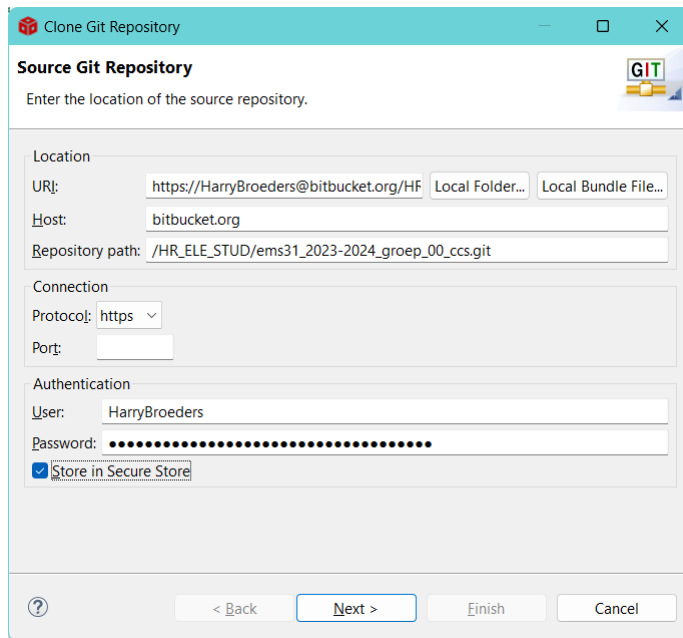 Clone Git Repository
Source Git Repository
Enter the location of the source repository.
GIT
Location
URI: https://HarryBroeders@bitbucket.org/HR Local Folder... Local Bundle File...
Host: bitbucket.org
Repository path: /HR_ELE_STUD/ems31_2023-2024_groep_00_ccs.git
Connection
Protocol: https
Port:
Authentication
User: HarryBroeders
Password: ●●●●●●●●●●●●●●●●●●●●●●●●●●●●●●●●●●●●
Store in Secure Store
? < Back Next > Finish Cancel